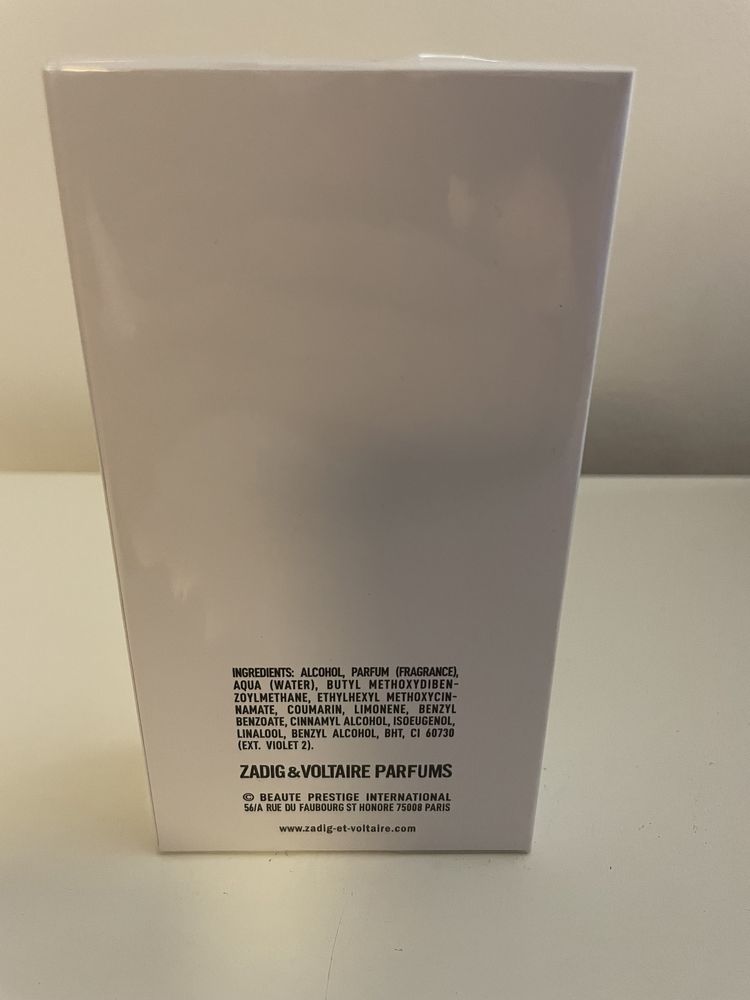 INGREDIENTS: ALCOHOL, PARFUM (FRAGRANCE),
AQUA (WATER), BUTYL METHOXYDIBEN-
ZOYLMETHANE, ETHYLHEXYL METHOXYCIN-
NAMATE, COUMARIN, LIMONENE, BENZYL
BENZOATE, CINNAMYL ALCOHOL, ISOEUGENOL,
LINALOOL, BENZYL ALCOHOL, BHT, CI 60730
(EXT. VIOLET 2).
ZADIG & VOLTAIRE PARFUMS
© BEAUTE PRESTIGE INTERNATIONAL
56/A RUE DU FAUBOURG ST HONORE 75008 PARIS
www.zadig-et-voltaire.com